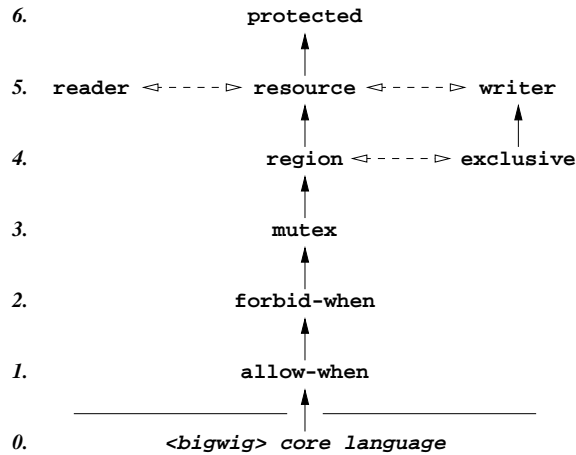 6. protected
5. reader resource writer
4. region exclusive
3. mutex
2. forbid-when
1. allow-when
0. <bigwig> core language